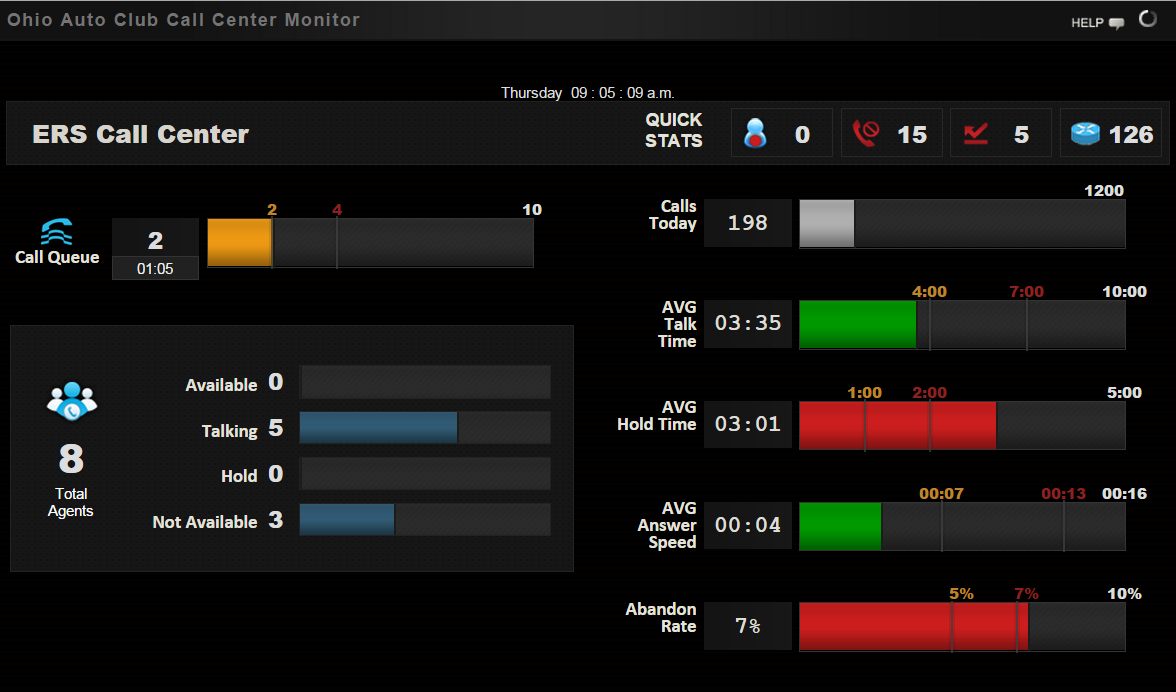 Ohio Auto Club Call Center Monitor
HELP
Thursday 09 : 05 : 09 a.m.
ERS Call Center
QUICK
STATS
0
15
5
126
2
4
10
Call Queue
2
01:05
8
Total
Agents
Available 0
Talking 5
Hold 0
Not Available 3
1200
Calls
Today
198
4:00
7:00
10:00
AVG
Talk
Time
03:35
1:00
2:00
5:00
AVG
Hold Time
03:01
00:07
00:13
00:16
AVG
Answer
Speed
00:04
5%
7%
10%
Abandon
Rate
7%